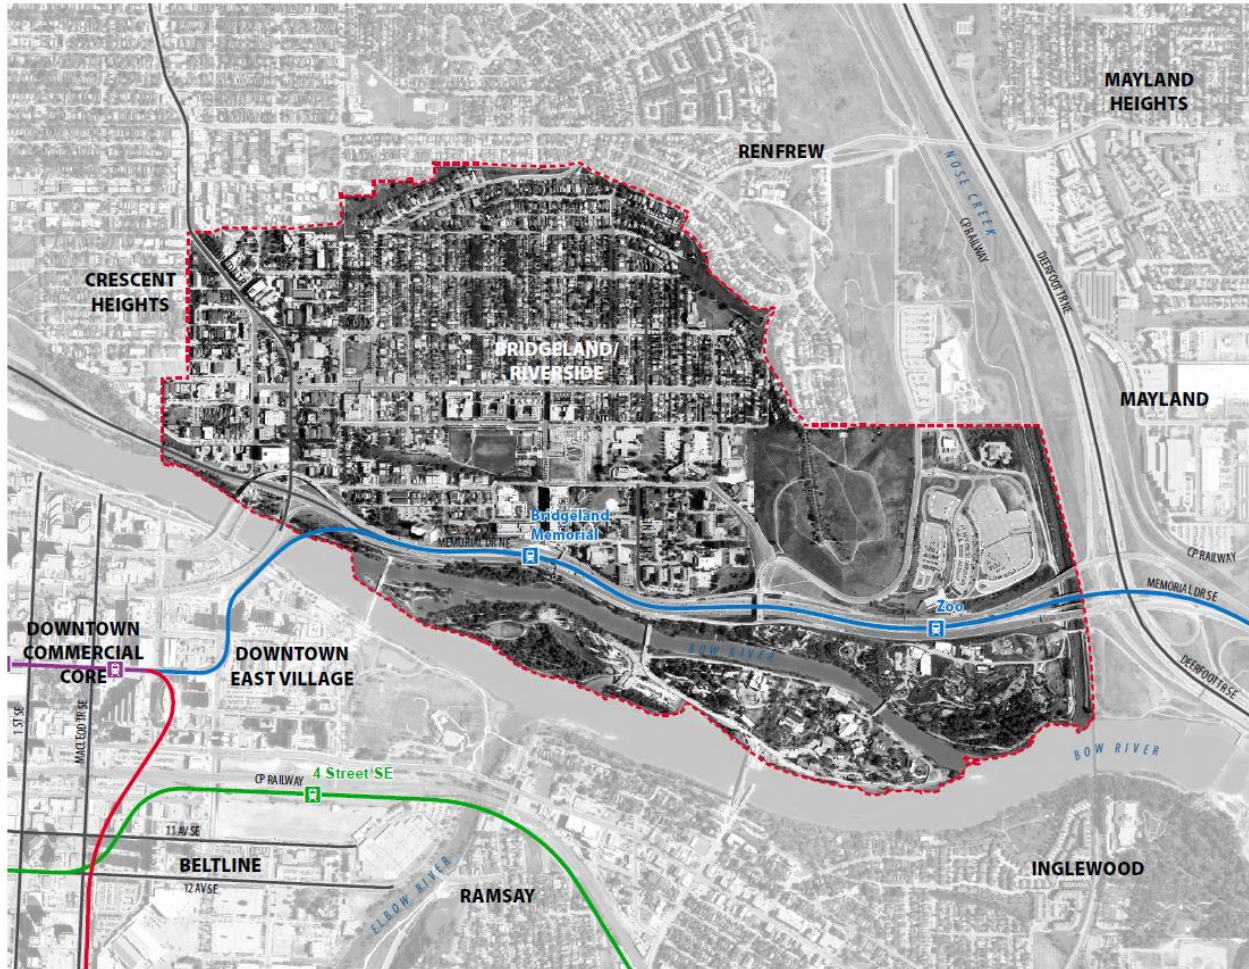 MAYLAND
HEIGHTS
RENFREW
NOSE CREEK
CP RAILWAY
DEERFOOT TR NE
CRESCENT
HEIGHTS
BRIDGELAND/
RIVERSIDE
MAYLAND
Bridgeland
Memorial
MEMORIAL DR NE
CP RAILWAY
MEMORIAL DR SE
Zoo
DOWNTOWN
COMMERCIAL
CORE
DOWNTOWN
EAST VILLAGE
BOW RIVER
DEERFOOT TR SE
1 ST SE
MACLEOD TR SE
BOW RIVER
CP RAILWAY
4 Street SE
11 AV SE
BELTLINE
12 AV SE
ELBOW RIVER
RAMSAY
INGLEWOOD